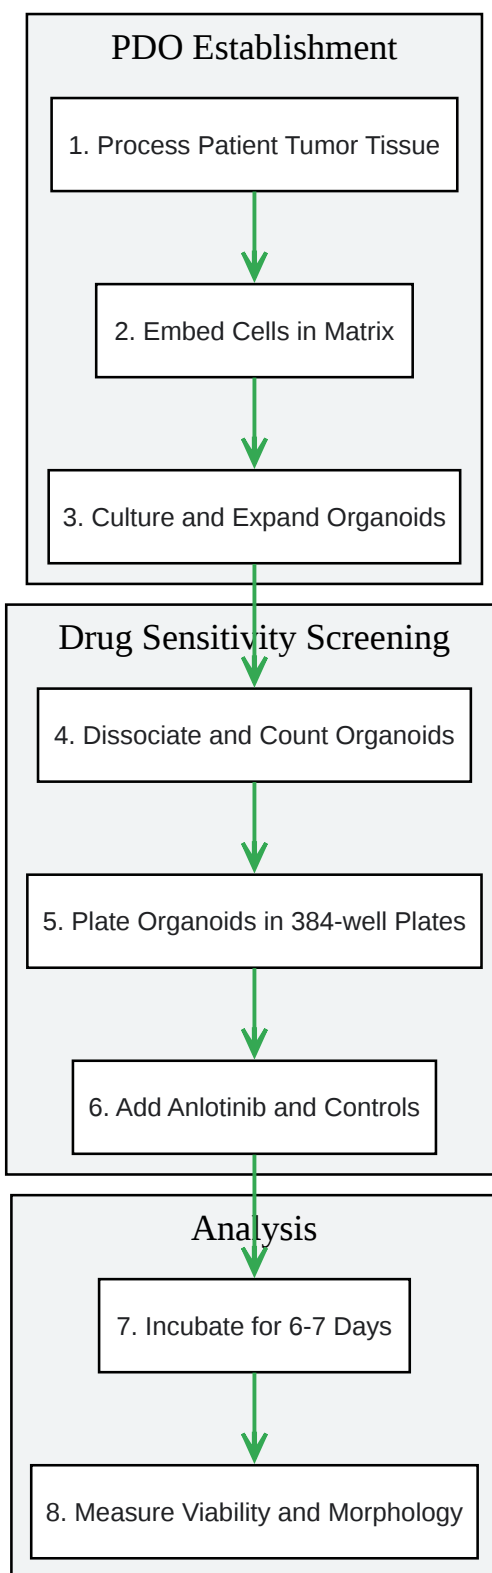 PDO Establishment
1. Process Patient Tumor Tissue
2. Embed Cells in Matrix
3. Culture and Expand Organoids
Drug Sensitivity Screening
4. Dissociate and Count Organoids
5. Plate Organoids in 384-well Plates
6. Add Anlotinib and Controls
Analysis
7. Incubate for 6-7 Days
8. Measure Viability and Morphology